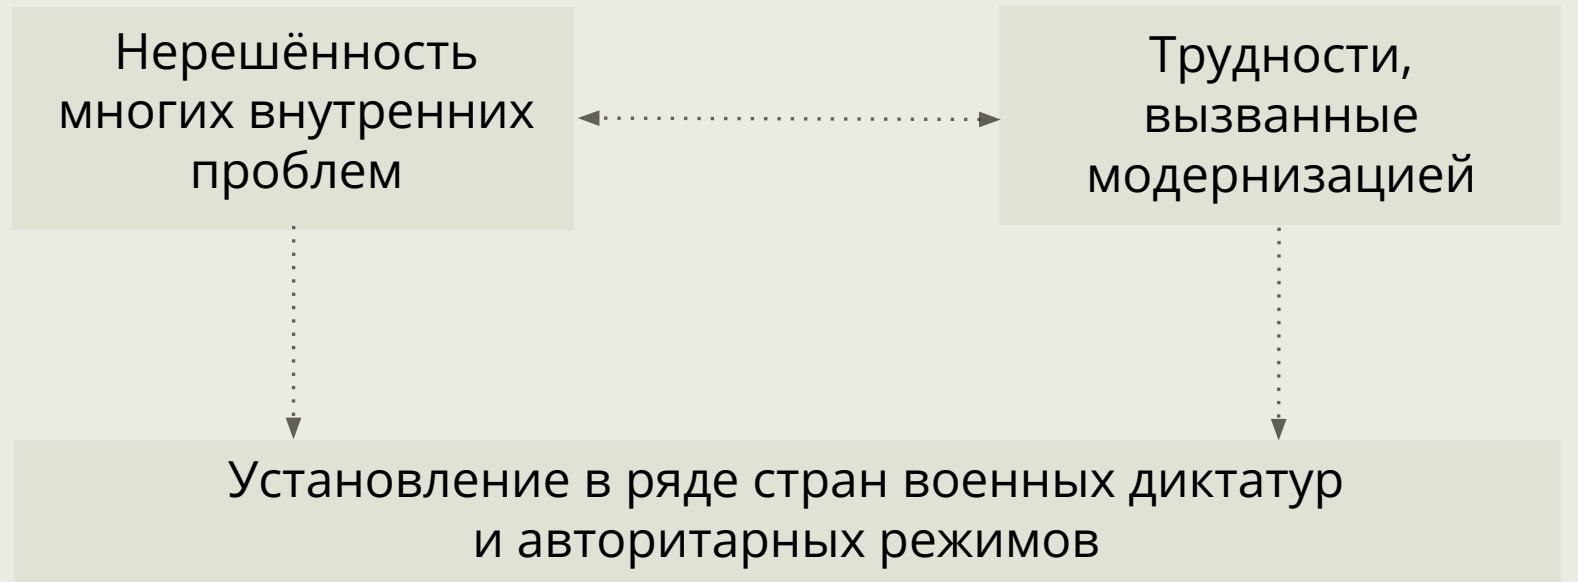 Нерешённость
многих внутренних
проблем
Трудности,
вызванные
модернизацией
Установление в ряде стран военных диктатур
и авторитарных режимов